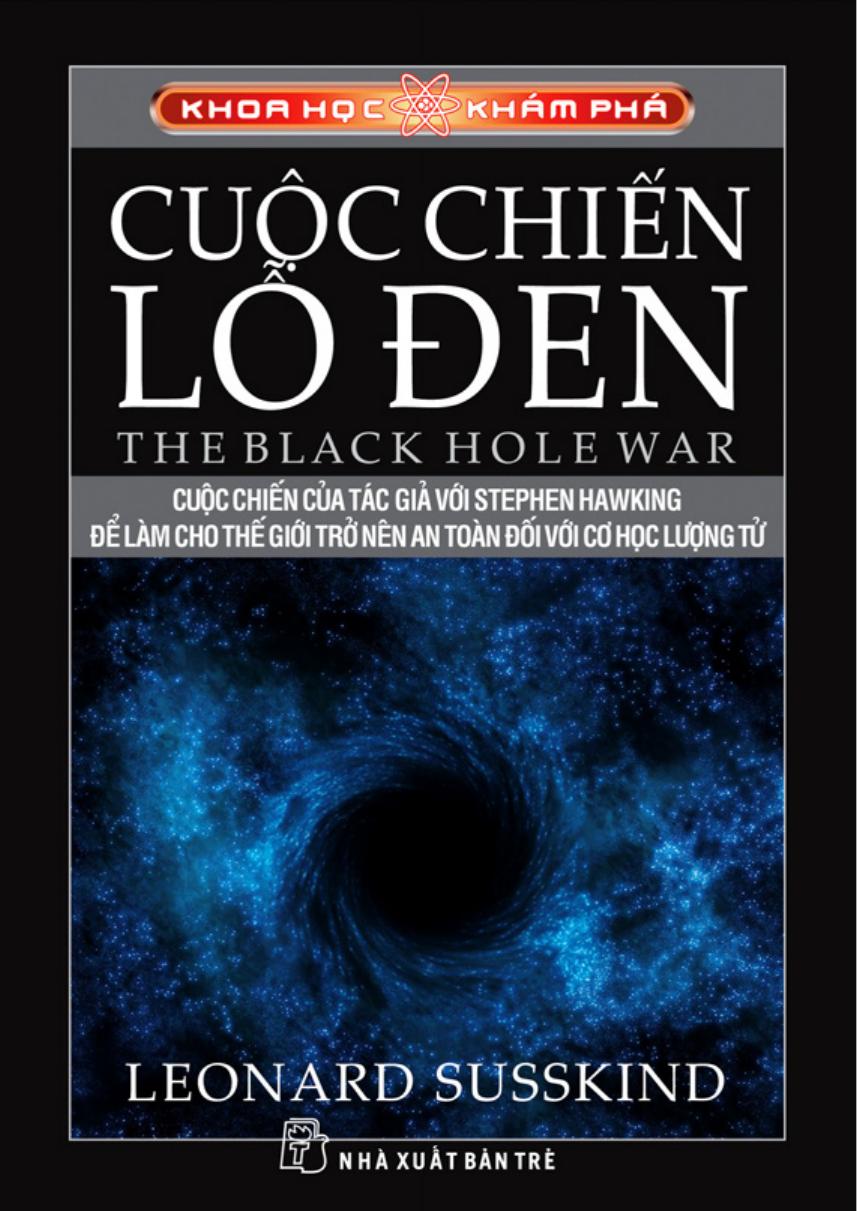 KHOA HỌC KHÁM PHÁ
CUỘC CHIẾN
LỖ ĐEN
THE BLACK HOLE WAR
CUỘC CHIẾN CỦA TÁC GIẢ VỚI STEPHEN HAWKING
ĐỂ LÀM CHO THẾ GIỚI TRỞ NÊN AN TOÀN ĐỐI VỚI CƠ HỌC LƯỢNG TỬ
LEONARD SUSSKIND
T
NHÀ XUẤT BẢN TRẺ